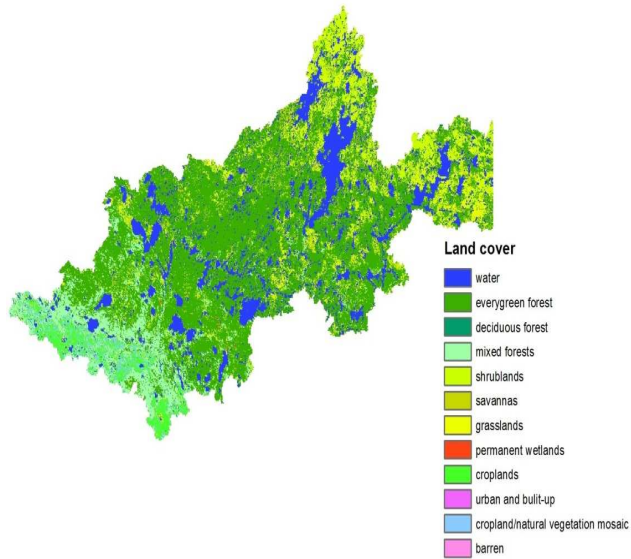 Land cover
water
everygreen forest
deciduous forest
mixed forests
shrublands
savannas
grasslands
permanent wetlands
croplands
urban and bulit-up
cropland/natural vegetation mosaic
barren